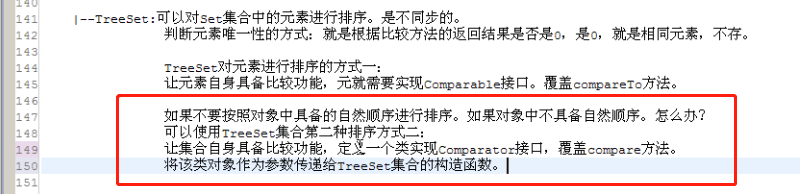 140
141 |--TreeSet:可以对Set集合中的元素进行排序。是不同步的。
142 判断元素唯一性的方式:就是根据比较方法的返回结果是否是0,是0,就是相同元素,不存。
143
144 TreeSet对元素进行排序的方式一:
145 让元素自身具备比较功能,元就需要实现Comparable接口。覆盖compareTo方法。
146
147 如果不要按照对象中具备的自然顺序进行排序。如果对象中不具备自然顺序。怎么办?
148 可以使用TreeSet集合第二种排序方式二:
149 让集合自身具备比较功能,定义一个类实现Comparator接口,覆盖compare方法。
150 将该类对象作为参数传递给TreeSet集合的构造函数。
151